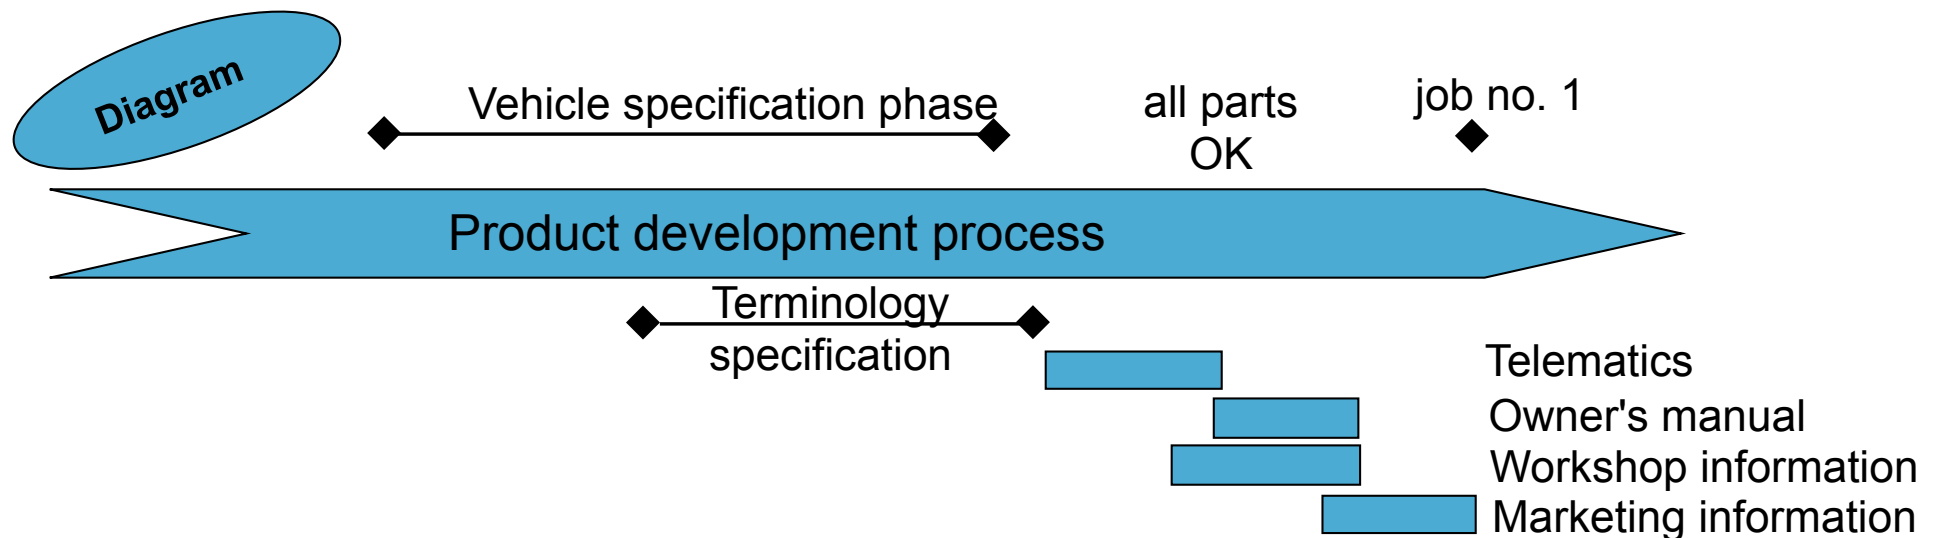 Diagram
Vehicle specification phase
all parts
OK
job no. 1
Product development process
Terminology
specification
Telematics
Owner's manual
Workshop information
Marketing information